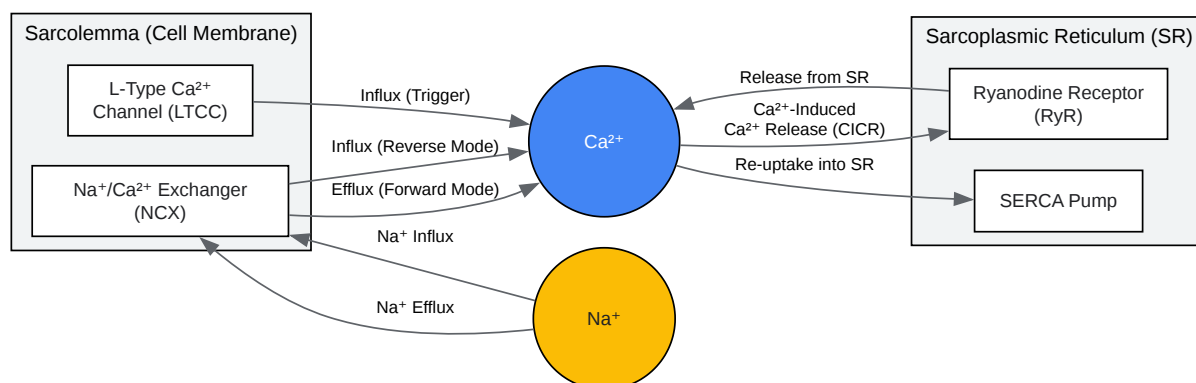 Sarcolemma (Cell Membrane)
L-Type Ca²⁺
Channel (LTCC)
Na⁺/Ca²⁺ Exchanger
(NCX)
Influx (Trigger)
Influx (Reverse Mode)
Efflux (Forward Mode)
Na⁺ Influx
Na⁺ Efflux
Ca²⁺
Na⁺
Release from SR
Ca²⁺-Induced
Ca²⁺ Release (CICR)
Re-uptake into SR
Sarcoplasmic Reticulum (SR)
Ryanodine Receptor
(RyR)
SERCA Pump